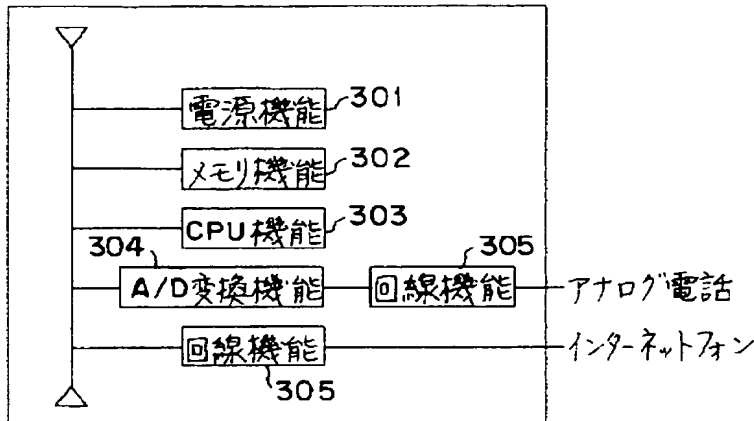 電源機能 301
メモリ機能 302
CPU機能 303
304 305
A/D変換機能 回線機能 アナログ電話
回線機能 インターネットフォン
305